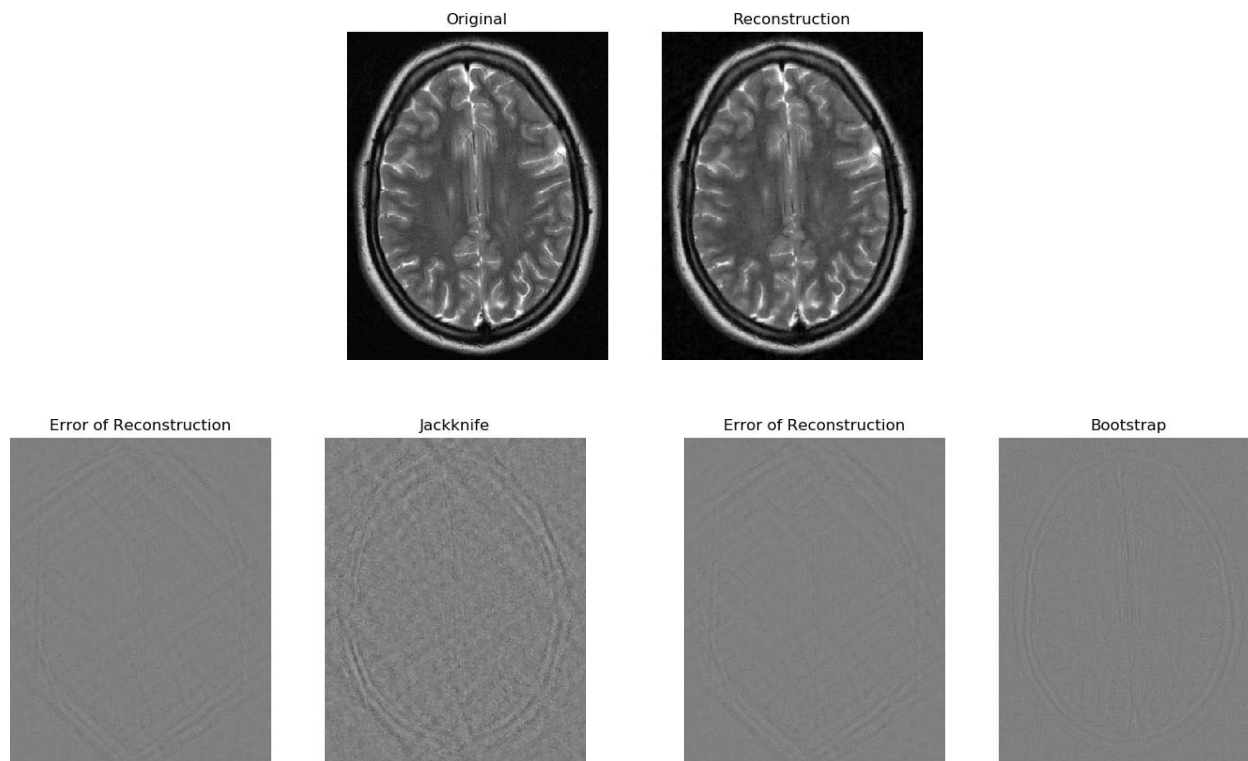 Original
Reconstruction
Error of Reconstruction
Jackknife
Error of Reconstruction
Bootstrap